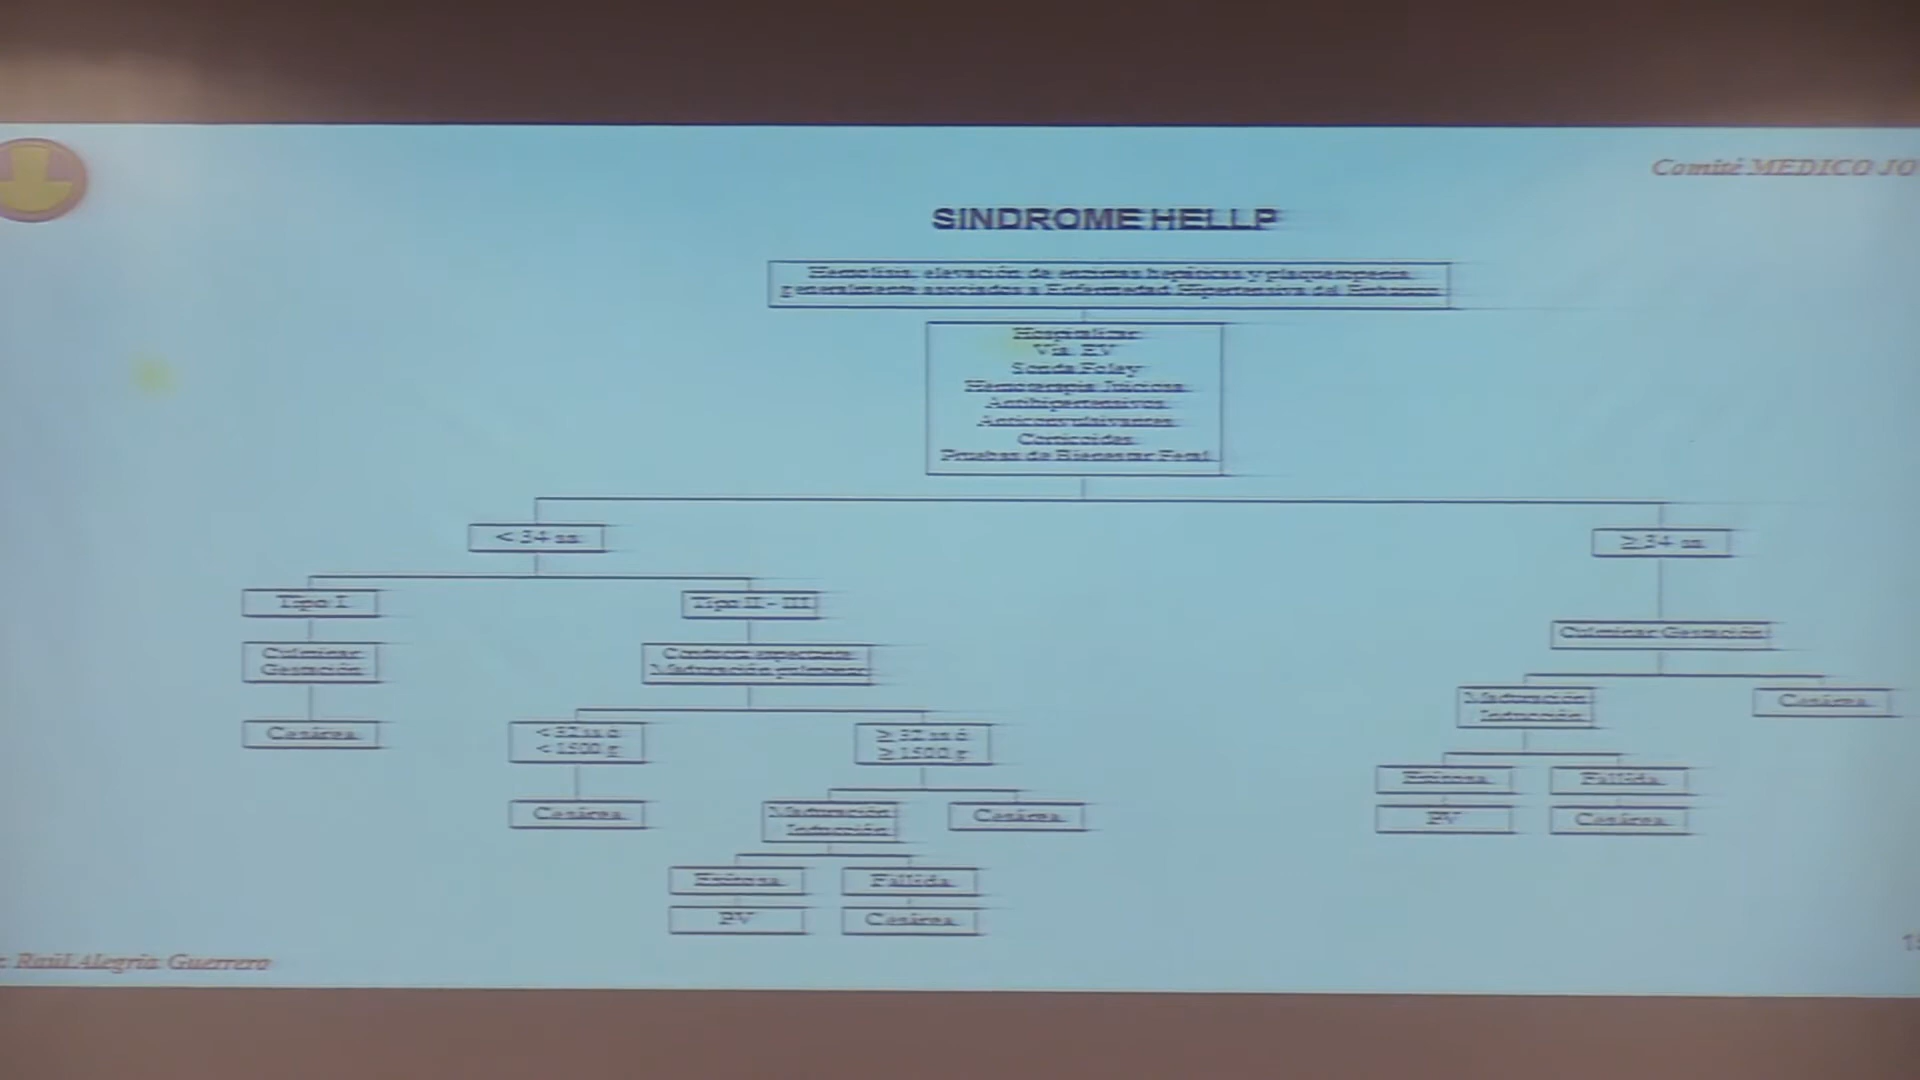 Comité MEDICO JO
SINDROME HELLP
Hemolisis, elevación de enzimas hepáticas y plaquetopenia
generalmente asociados a Enfermedad Hipertensiva del Embarazo
Hospitalizar
Vía EV
Sonda Foley
Hemoterapia Juiciosa
Antihipertensivos
Anticonvulsivantes
Corticoides
Pruebas de Bienestar Fetal
< 34 ss
≥ 34 ss
Tipo I
Tipo II - III
Culminar
Gestación
Cesárea
Conducta expectante
Maduración pulmonar
< 32 ss ó
< 1500 g
Cesárea
≥ 32 ss ó
≥ 1500 g
Maduración
Inducción
Cesárea
Exitosa
Fallida
PV
Cesárea
Culminar Gestación
Maduración
Inducción
Cesárea
Exitosa
Fallida
PV
Cesárea
Raúl Alegria Guerrero